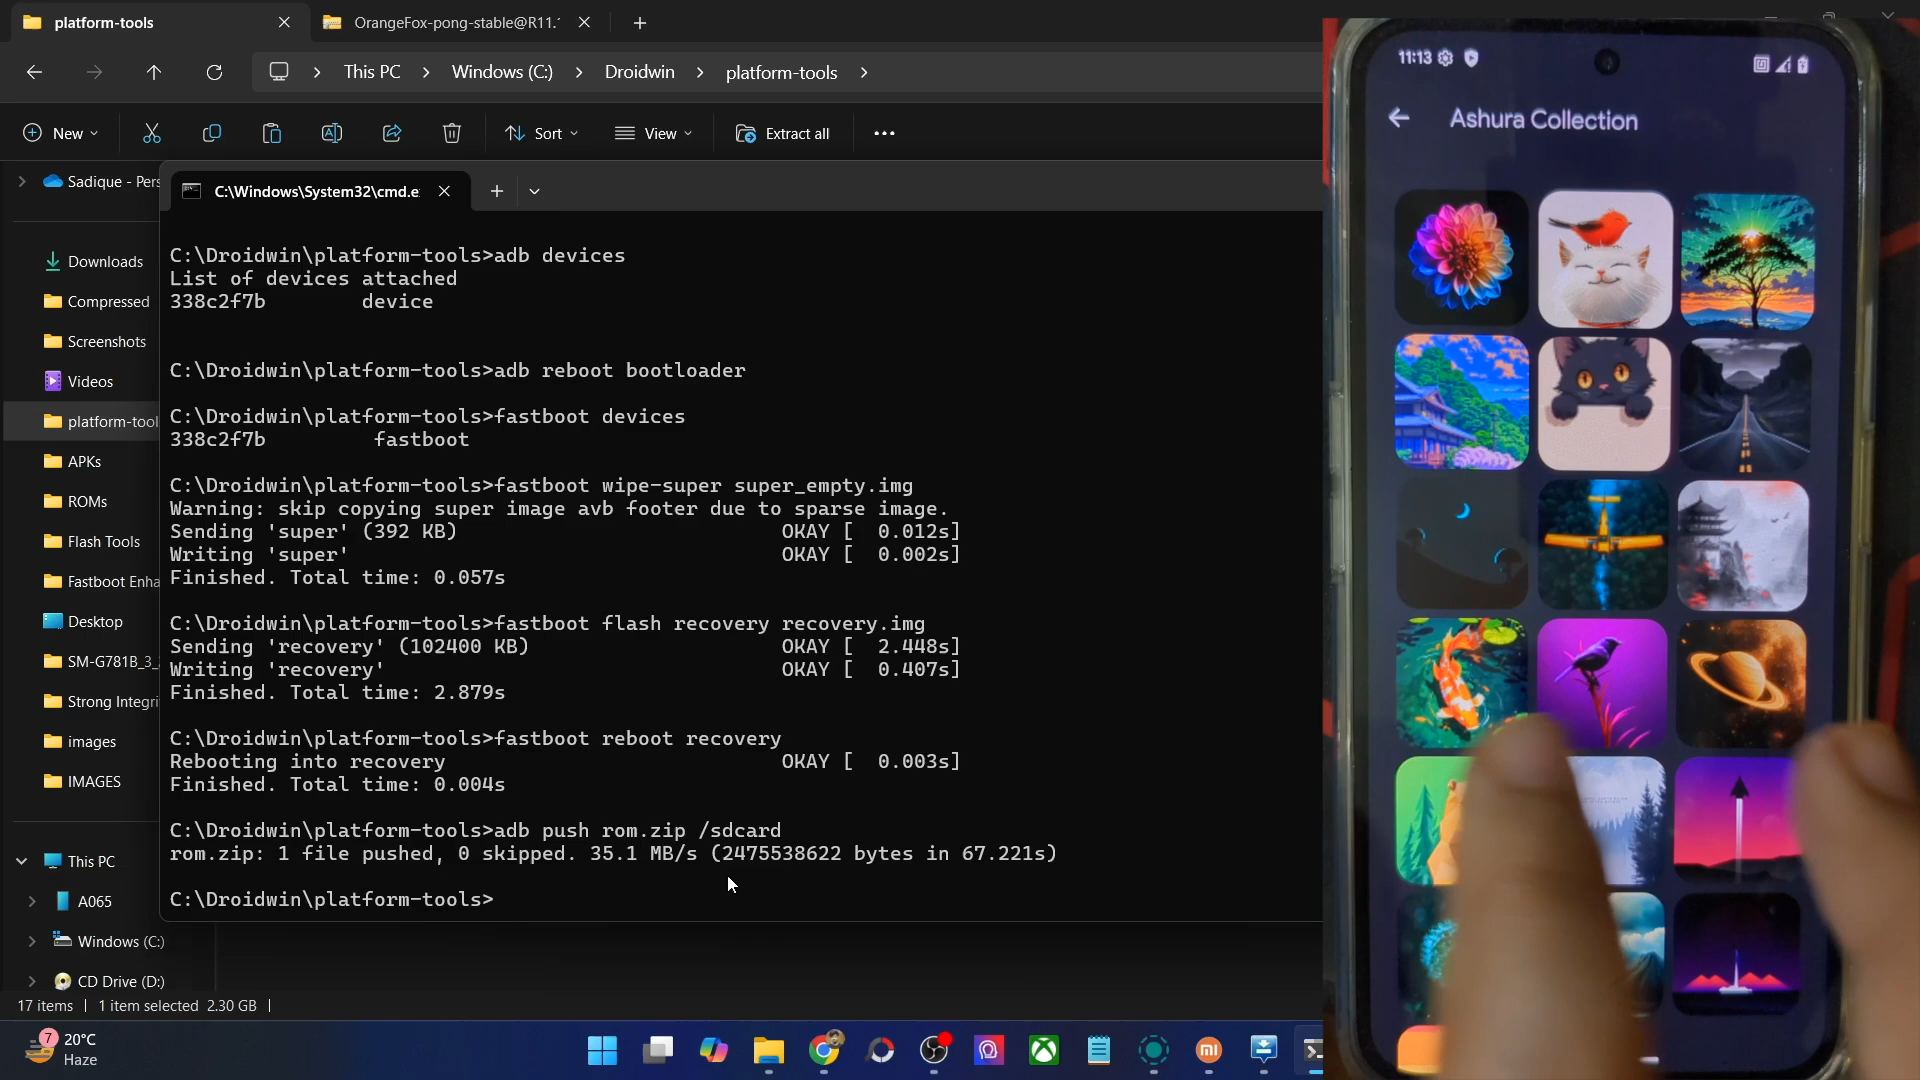 platform-tools
OrangeFox-pong-stable@R11.
This PC > Windows (C:) > Droidwin > platform-tools >
New
Sort
View
Extract all
Sadique - Pers
Downloads
Compressed
Screenshots
Videos
platform-tool
APKs
ROMs
Flash Tools
Fastboot Enha
Desktop
SM-G781B_3_
Strong Integri
images
IMAGES
This PC
A065
Windows (C:)
CD Drive (D:)
17 items
1 item selected 2.30 GB
C:\Windows\System32\cmd.e
C:\Droidwin\platform-tools>adb devices
List of devices attached
338c2f7b device
C:\Droidwin\platform-tools>adb reboot bootloader
C:\Droidwin\platform-tools>fastboot devices
338c2f7b fastboot
C:\Droidwin\platform-tools>fastboot wipe-super super_empty.img
Warning: skip copying super image avb footer due to sparse image.
Sending 'super' (392 KB) OKAY [ 0.012s]
Writing 'super' OKAY [ 0.002s]
Finished. Total time: 0.057s
C:\Droidwin\platform-tools>fastboot flash recovery recovery.img
Sending 'recovery' (102400 KB) OKAY [ 2.448s]
Writing 'recovery' OKAY [ 0.407s]
Finished. Total time: 2.879s
C:\Droidwin\platform-tools>fastboot reboot recovery
Rebooting into recovery OKAY [ 0.003s]
Finished. Total time: 0.004s
C:\Droidwin\platform-tools>adb push rom.zip /sdcard
rom.zip: 1 file pushed, 0 skipped. 35.1 MB/s (2475538622 bytes in 67.221s)
C:\Droidwin\platform-tools>
7
20°C
Haze
11:13
Ashura Collection